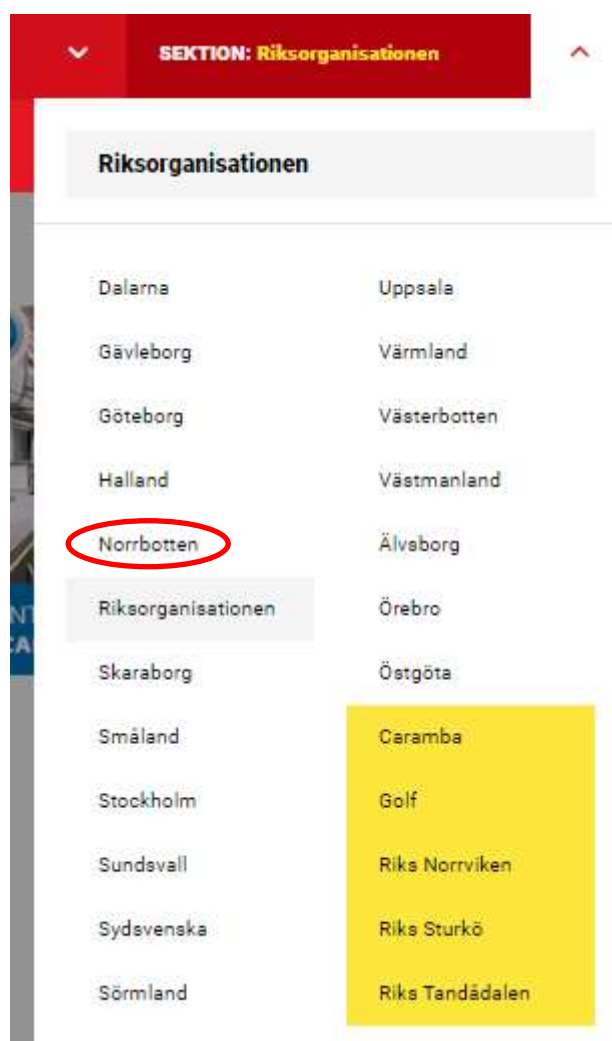 SEKTION: Riksorganisationen
Riksorganisationen
Dalarna
Gävleborg
Göteborg
Halland
Norrbotten
Riksorganisationen
Skaraborg
Småland
Stockholm
Sundsvall
Sydsvenska
Sörmland
Uppsala
Värmland
Västerbotten
Västmanland
Älvsborg
Örebro
Östgöta
Caramba
Golf
Riks Norrviken
Riks Sturkö
Riks Tandådalen